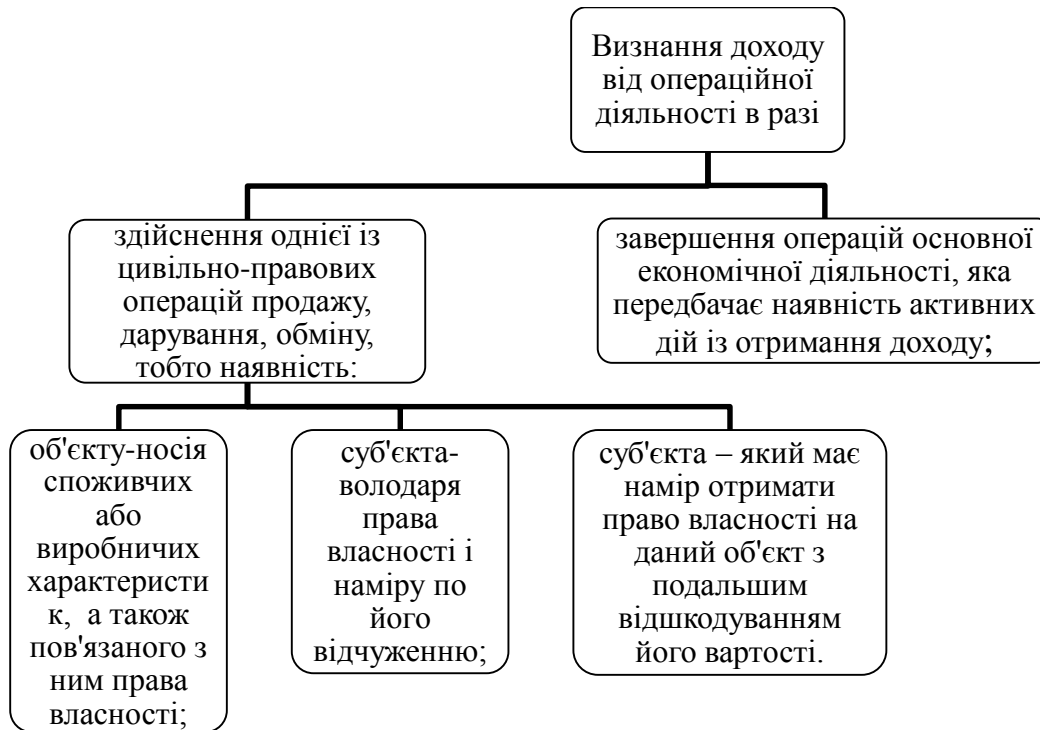 Визнання доходу
від операційної
діяльності в разі
здійснення однієї із
цивільно-правових
операцій продажу,
дарування, обміну,
тобто наявність:
завершення операцій основної
економічної діяльності, яка
передбачає наявність активних
дій із отримання доходу;
об'єкту-носія
споживчих
або
виробничих
характеристи
к,  а також
пов'язаного з
ним права
власності;
суб'єкта-
володаря
права
власності і
наміру по
його
відчуженню;
суб'єкта – який має
намір отримати
право власності на
даний об'єкт з
подальшим
відшкодуванням
його вартості.